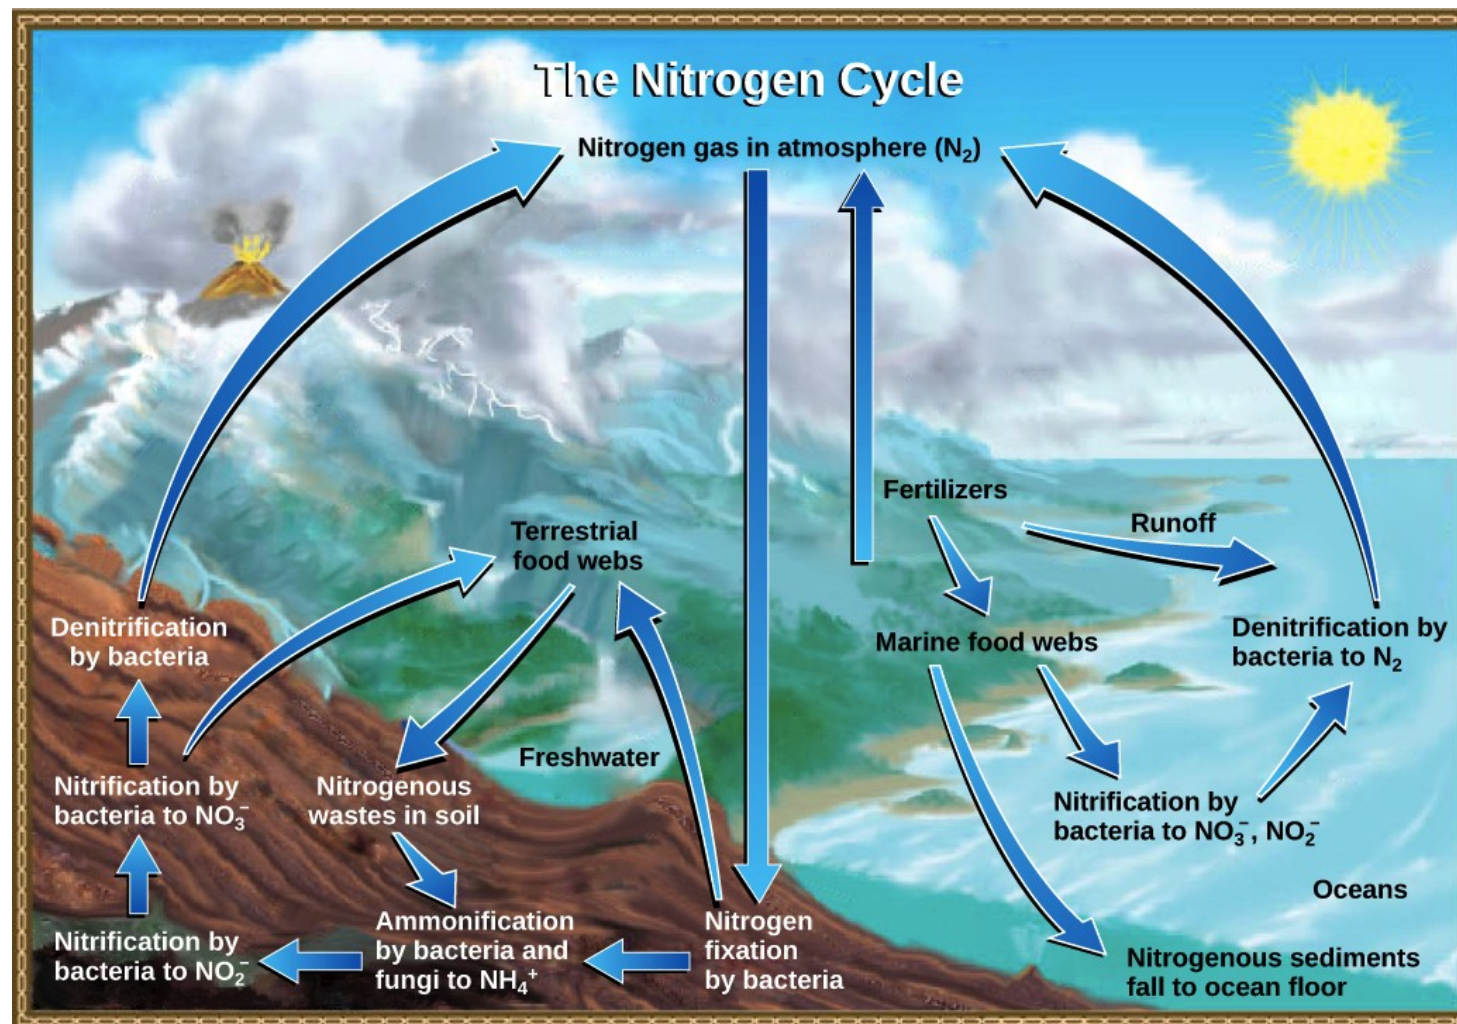 The Nitrogen Cycle
Nitrogen gas in atmosphere (N₂)
Fertilizers
Runoff
Terrestrial
food webs
Denitrification
by bacteria
Marine food webs
Denitrification by
bacteria to N₂
Freshwater
Nitrification by
bacteria to NO₃⁻
Nitrogenous
wastes in soil
Nitrification by
bacteria to NO₃⁻, NO₂⁻
Oceans
Nitrification by
bacteria to NO₂⁻
Ammonification
by bacteria and
fungi to NH₄⁺
Nitrogen
fixation
by bacteria
Nitrogenous sediments
fall to ocean floor